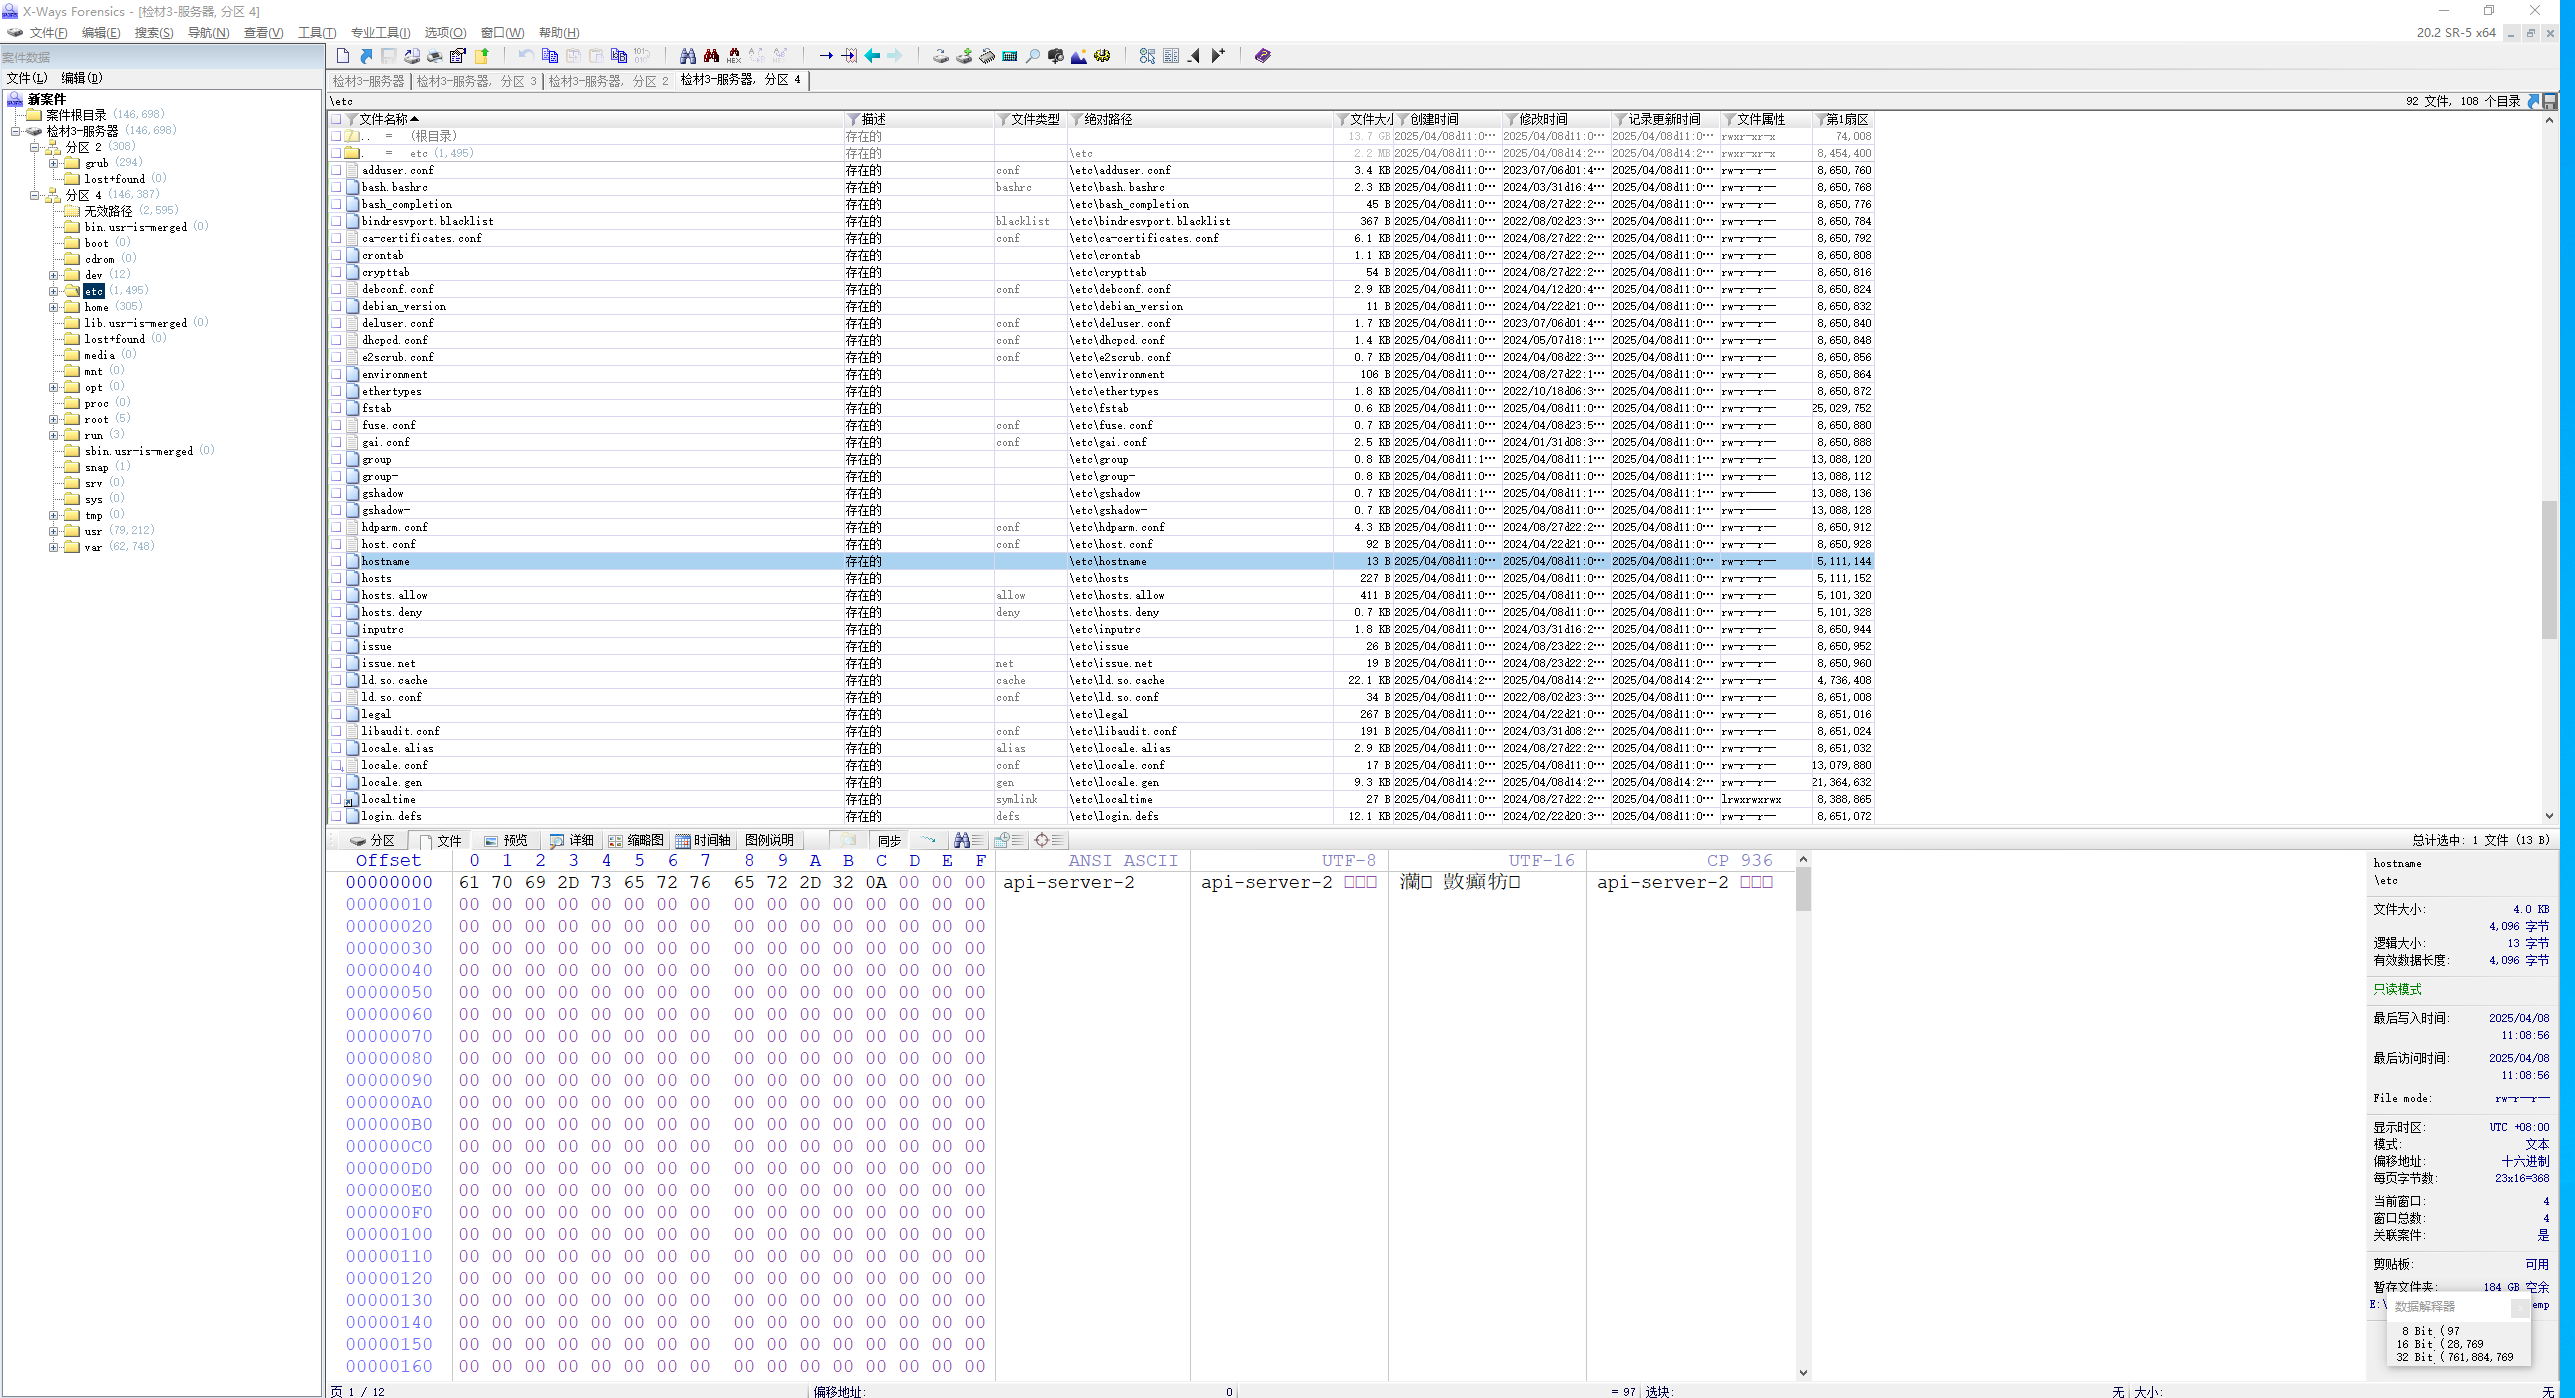 X-Ways Forensics - [检材3-服务器, 分区 4]
文件(F) 编辑(E) 搜索(S) 导航(N) 查看(V) 工具(T) 专业工具(I) 选项(O) 窗口(W) 帮助(H) 20.2 SR-5 x64
案件数据
文件(L) 编辑(D)
新案件
案件根目录 (146,698)
检材3-服务器 (146,698)
分区 2 (308)
grub (294)
lost+found (0)
分区 4 (146,387)
无效路径 (2,595)
bin.usr-is-merged (0)
boot (0)
cdrom (0)
dev (12)
etc (1,495)
home (305)
lib.usr-is-merged (0)
lost+found (0)
media (0)
mnt (0)
opt (0)
proc (0)
root (5)
run (3)
sbin.usr-is-merged (0)
snap (1)
srv (0)
sys (0)
tmp (0)
usr (79,212)
var (62,748)
检材3-服务器 检材3-服务器, 分区 3 检材3-服务器, 分区 2 检材3-服务器, 分区 4
\etc 92 文件, 108 个目录
文件名称 描述 文件类型 绝对路径 文件大小 创建时间 修改时间 记录更新时间 文件属性 第1扇区
.. = (根目录) 存在的 13.7 GB 2025/04/08d11:0… 2025/04/08d11:0… 2025/04/08d11:0… rwxr-xr-x 74,008
. = etc (1,495) 存在的 \etc 2.2 MB 2025/04/08d11:0… 2025/04/08d14:2… 2025/04/08d14:2… rwxr-xr-x 8,454,400
adduser.conf 存在的 conf \etc\adduser.conf 3.4 KB 2025/04/08d11:0… 2023/07/06d01:4… 2025/04/08d11:0… rw-r--r-- 8,650,760
bash.bashrc 存在的 bashrc \etc\bash.bashrc 2.3 KB 2025/04/08d11:0… 2024/03/31d16:4… 2025/04/08d11:0… rw-r--r-- 8,650,768
bash_completion 存在的 \etc\bash_completion 45 B 2025/04/08d11:0… 2024/08/27d22:2… 2025/04/08d11:0… rw-r--r-- 8,650,776
bindresvport.blacklist 存在的 blacklist \etc\bindresvport.blacklist 367 B 2025/04/08d11:0… 2022/08/02d23:3… 2025/04/08d11:0… rw-r--r-- 8,650,784
ca-certificates.conf 存在的 conf \etc\ca-certificates.conf 6.1 KB 2025/04/08d11:0… 2024/08/27d22:2… 2025/04/08d11:0… rw-r--r-- 8,650,792
crontab 存在的 \etc\crontab 1.1 KB 2025/04/08d11:0… 2024/08/27d22:2… 2025/04/08d11:0… rw-r--r-- 8,650,808
crypttab 存在的 \etc\crypttab 54 B 2025/04/08d11:0… 2024/08/27d22:2… 2025/04/08d11:0… rw-r--r-- 8,650,816
debconf.conf 存在的 conf \etc\debconf.conf 2.9 KB 2025/04/08d11:0… 2024/04/12d20:4… 2025/04/08d11:0… rw-r--r-- 8,650,824
debian_version 存在的 \etc\debian_version 11 B 2025/04/08d11:0… 2024/04/22d21:0… 2025/04/08d11:0… rw-r--r-- 8,650,832
deluser.conf 存在的 conf \etc\deluser.conf 1.7 KB 2025/04/08d11:0… 2023/07/06d01:4… 2025/04/08d11:0… rw-r--r-- 8,650,840
dhcpcd.conf 存在的 conf \etc\dhcpcd.conf 1.4 KB 2025/04/08d11:0… 2024/05/07d18:1… 2025/04/08d11:0… rw-r--r-- 8,650,848
e2scrub.conf 存在的 conf \etc\e2scrub.conf 0.7 KB 2025/04/08d11:0… 2024/04/08d22:3… 2025/04/08d11:0… rw-r--r-- 8,650,856
environment 存在的 \etc\environment 106 B 2025/04/08d11:0… 2024/08/27d22:1… 2025/04/08d11:0… rw-r--r-- 8,650,864
ethertypes 存在的 \etc\ethertypes 1.8 KB 2025/04/08d11:0… 2022/10/18d06:3… 2025/04/08d11:0… rw-r--r-- 8,650,872
fstab 存在的 \etc\fstab 0.6 KB 2025/04/08d11:0… 2025/04/08d11:0… 2025/04/08d11:0… rw-r--r-- 25,029,752
fuse.conf 存在的 conf \etc\fuse.conf 0.7 KB 2025/04/08d11:0… 2024/04/08d23:5… 2025/04/08d11:0… rw-r--r-- 8,650,880
gai.conf 存在的 conf \etc\gai.conf 2.5 KB 2025/04/08d11:0… 2024/01/31d08:3… 2025/04/08d11:0… rw-r--r-- 8,650,888
group 存在的 \etc\group 0.8 KB 2025/04/08d11:1… 2025/04/08d11:1… 2025/04/08d11:1… rw-r--r-- 13,088,120
group- 存在的 \etc\group- 0.8 KB 2025/04/08d11:0… 2025/04/08d11:0… 2025/04/08d11:1… rw-r--r-- 13,088,112
gshadow 存在的 \etc\gshadow 0.7 KB 2025/04/08d11:1… 2025/04/08d11:1… 2025/04/08d11:1… rw-r----- 13,088,136
gshadow- 存在的 \etc\gshadow- 0.7 KB 2025/04/08d11:0… 2025/04/08d11:0… 2025/04/08d11:1… rw-r----- 13,088,128
hdparm.conf 存在的 conf \etc\hdparm.conf 4.3 KB 2025/04/08d11:0… 2024/08/27d22:2… 2025/04/08d11:0… rw-r--r-- 8,650,912
host.conf 存在的 conf \etc\host.conf 92 B 2025/04/08d11:0… 2024/04/22d21:0… 2025/04/08d11:0… rw-r--r-- 8,650,928
hostname 存在的 \etc\hostname 13 B 2025/04/08d11:0… 2025/04/08d11:0… 2025/04/08d11:0… rw-r--r-- 5,111,144
hosts 存在的 \etc\hosts 227 B 2025/04/08d11:0… 2025/04/08d11:0… 2025/04/08d11:0… rw-r--r-- 5,111,152
hosts.allow 存在的 allow \etc\hosts.allow 411 B 2025/04/08d11:0… 2025/04/08d11:0… 2025/04/08d11:0… rw-r--r-- 5,101,320
hosts.deny 存在的 deny \etc\hosts.deny 0.7 KB 2025/04/08d11:0… 2025/04/08d11:0… 2025/04/08d11:0… rw-r--r-- 5,101,328
inputrc 存在的 \etc\inputrc 1.8 KB 2025/04/08d11:0… 2024/03/31d16:2… 2025/04/08d11:0… rw-r--r-- 8,650,944
issue 存在的 \etc\issue 26 B 2025/04/08d11:0… 2024/08/23d22:2… 2025/04/08d11:0… rw-r--r-- 8,650,952
issue.net 存在的 net \etc\issue.net 19 B 2025/04/08d11:0… 2024/08/23d22:2… 2025/04/08d11:0… rw-r--r-- 8,650,960
ld.so.cache 存在的 cache \etc\ld.so.cache 22.1 KB 2025/04/08d14:2… 2025/04/08d14:2… 2025/04/08d14:2… rw-r--r-- 4,736,408
ld.so.conf 存在的 conf \etc\ld.so.conf 34 B 2025/04/08d11:0… 2022/08/02d23:3… 2025/04/08d11:0… rw-r--r-- 8,651,008
legal 存在的 \etc\legal 267 B 2025/04/08d11:0… 2024/04/22d21:0… 2025/04/08d11:0… rw-r--r-- 8,651,016
libaudit.conf 存在的 conf \etc\libaudit.conf 191 B 2025/04/08d11:0… 2024/03/31d08:2… 2025/04/08d11:0… rw-r--r-- 8,651,024
locale.alias 存在的 alias \etc\locale.alias 2.9 KB 2025/04/08d11:0… 2024/08/27d22:2… 2025/04/08d11:0… rw-r--r-- 8,651,032
locale.conf 存在的 conf \etc\locale.conf 17 B 2025/04/08d11:0… 2025/04/08d11:0… 2025/04/08d11:0… rw-r--r-- 13,079,880
locale.gen 存在的 gen \etc\locale.gen 9.3 KB 2025/04/08d14:2… 2025/04/08d14:2… 2025/04/08d14:2… rw-r--r-- 21,364,632
localtime 存在的 symlink \etc\localtime 27 B 2025/04/08d11:0… 2024/08/27d22:2… 2025/04/08d11:0… lrwxrwxrwx 8,388,865
login.defs 存在的 defs \etc\login.defs 12.1 KB 2025/04/08d11:0… 2024/02/22d20:3… 2025/04/08d11:0… rw-r--r-- 8,651,072
分区 文件 预览 详细 缩略图 时间轴 图例说明 同步 总计选中: 1 文件 (13 B)
Offset 0 1 2 3 4 5 6 7 8 9 A B C D E F ANSI ASCII UTF-8 UTF-16 CP 936
00000000 61 70 69 2D 73 65 72 76 65 72 2D 32 0A 00 00 00 api-server-2 api-server-2 api-server-2
00000010 00 00 00 00 00 00 00 00 00 00 00 00 00 00 00 00
00000020 00 00 00 00 00 00 00 00 00 00 00 00 00 00 00 00
00000030 00 00 00 00 00 00 00 00 00 00 00 00 00 00 00 00
00000040 00 00 00 00 00 00 00 00 00 00 00 00 00 00 00 00
00000050 00 00 00 00 00 00 00 00 00 00 00 00 00 00 00 00
00000060 00 00 00 00 00 00 00 00 00 00 00 00 00 00 00 00
00000070 00 00 00 00 00 00 00 00 00 00 00 00 00 00 00 00
00000080 00 00 00 00 00 00 00 00 00 00 00 00 00 00 00 00
00000090 00 00 00 00 00 00 00 00 00 00 00 00 00 00 00 00
000000A0 00 00 00 00 00 00 00 00 00 00 00 00 00 00 00 00
000000B0 00 00 00 00 00 00 00 00 00 00 00 00 00 00 00 00
000000C0 00 00 00 00 00 00 00 00 00 00 00 00 00 00 00 00
000000D0 00 00 00 00 00 00 00 00 00 00 00 00 00 00 00 00
000000E0 00 00 00 00 00 00 00 00 00 00 00 00 00 00 00 00
000000F0 00 00 00 00 00 00 00 00 00 00 00 00 00 00 00 00
00000100 00 00 00 00 00 00 00 00 00 00 00 00 00 00 00 00
00000110 00 00 00 00 00 00 00 00 00 00 00 00 00 00 00 00
00000120 00 00 00 00 00 00 00 00 00 00 00 00 00 00 00 00
00000130 00 00 00 00 00 00 00 00 00 00 00 00 00 00 00 00
00000140 00 00 00 00 00 00 00 00 00 00 00 00 00 00 00 00
00000150 00 00 00 00 00 00 00 00 00 00 00 00 00 00 00 00
00000160 00 00 00 00 00 00 00 00 00 00 00 00 00 00 00 00
hostname
\etc
文件大小: 4.0 KB
4,096 字节
逻辑大小: 13 字节
有效数据长度: 4,096 字节
只读模式
最后写入时间: 2025/04/08
11:08:56
最后访问时间: 2025/04/08
11:08:56
File mode: rw-r--r--
显示时区: UTC +08:00
模式: 文本
偏移地址: 十六进制
每页字节数: 23x16=368
当前窗口: 4
窗口总数: 4
关联案件: 是
剪贴板: 可用
暂存文件夹: 184 GB 空余
E:\ emp
数据解释器
8 Bit (97
16 Bit (28,769
32 Bit (761,884,769
页 1 / 12 偏移地址: 0 = 97 选块: 无 大小: 无